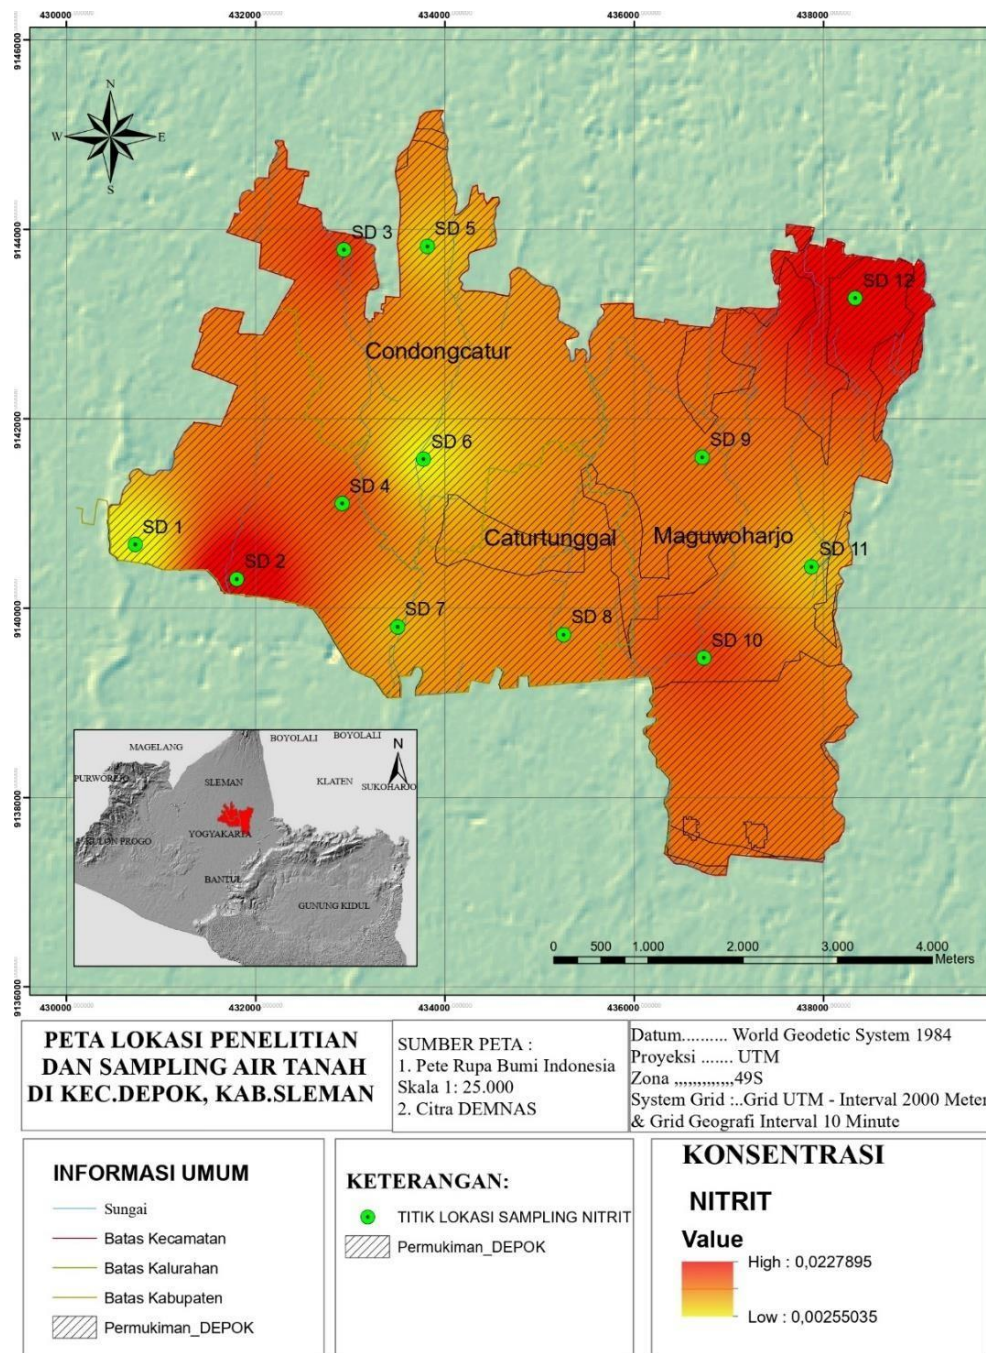 430000 432000 434000 436000 438000
9146000
N
W E
S
9144000
SD 3
SD 5
SD 12
Condongcatur
9142000
SD 6
SD 9
SD 4
SD 1
Caturtunggal
Maguwoharjo
SD 11
SD 2
9140000
SD 7
SD 8
SD 10
BOYOLALI
BOYOLALI
MAGELANG
N
PURWOREJO
SLEMAN
KLATEN
SUKOHARJO
9138000
YOGYAKARTA
KULON PROGO
BANTUL
GUNUNG KIDUL
0 500 1.000 2.000 3.000 4.000
Meters
9136000
430000 432000 434000 436000 438000
PETA LOKASI PENELITIAN
DAN SAMPLING AIR TANAH
DI KEC.DEPOK, KAB.SLEMAN
SUMBER PETA :
1. Pete Rupa Bumi Indonesia
Skala 1: 25.000
2. Citra DEMNAS
Datum.......... World Geodetic System 1984
Proyeksi ....... UTM
Zona ,,,,,,,,,,,,,49S
System Grid :..Grid UTM - Interval 2000 Meter
& Grid Geografi Interval 10 Minute
INFORMASI UMUM
Sungai
Batas Kecamatan
Batas Kalurahan
Batas Kabupaten
Permukiman_DEPOK
KETERANGAN:
TITIK LOKASI SAMPLING NITRIT
Permukiman_DEPOK
KONSENTRASI
NITRIT
Value
High : 0,0227895
Low : 0,00255035